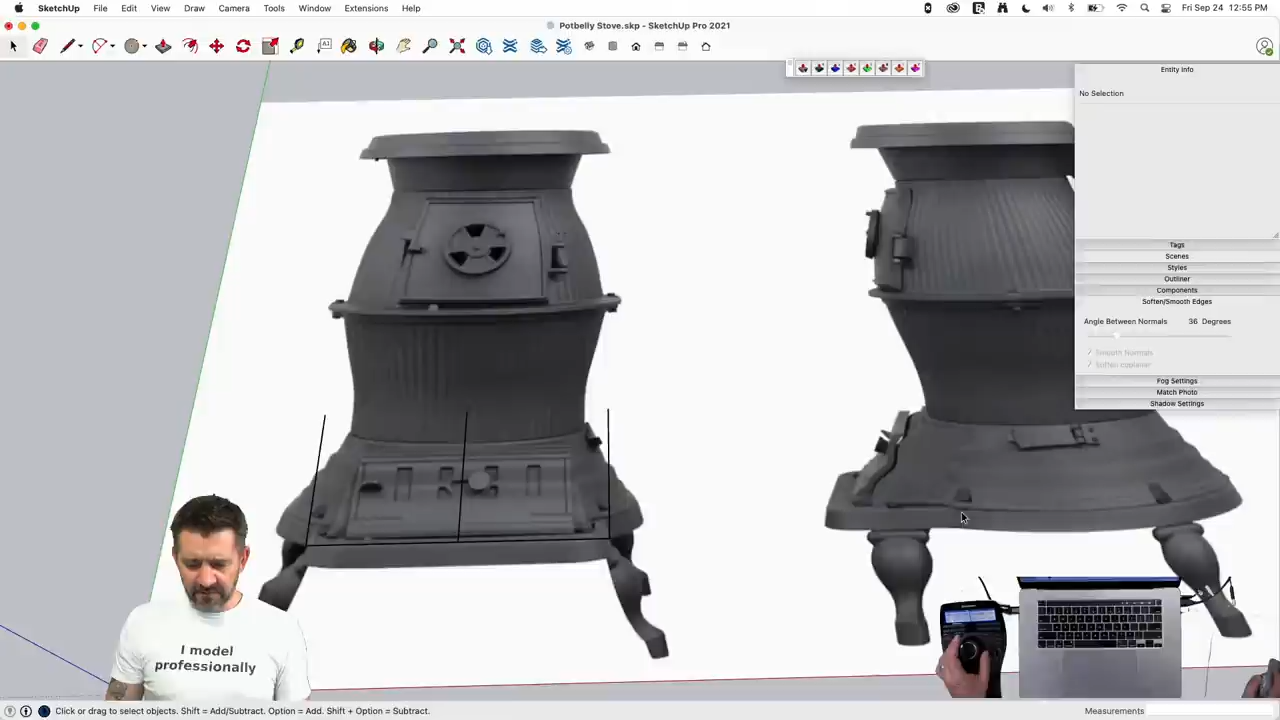 SketchUp File Edit View Draw Camera Tools Window Extensions Help
Fri Sep 24 12:55 PM
Potbelly Stove.skp - SketchUp Pro 2021
Entity Info
No Selection
Tags
Scenes
Styles
Outliner
Components
Soften/Smooth Edges
Angle Between Normals 36 Degrees
Smooth Normals
Soften coplanar
Fog Settings
Match Photo
Shadow Settings
I model
professionally
Click or drag to select objects. Shift = Add/Subtract. Option = Add. Shift + Option = Subtract.
Measurements